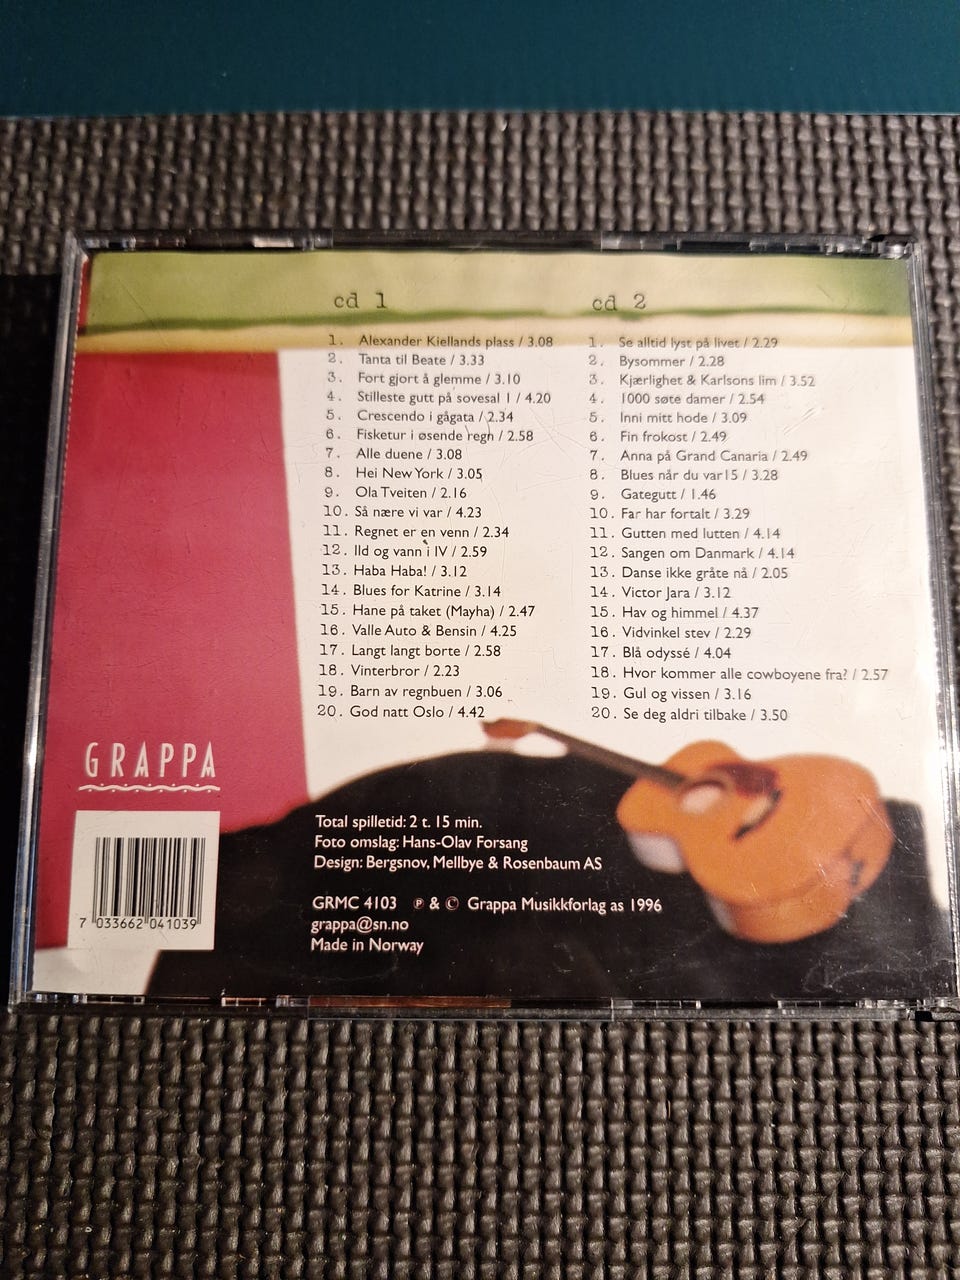 cd 1
1. Alexander Kiellands plass / 3.08
2. Tanta til Beate / 3.33
3. Fort gjort å glemme / 3.10
4. Stilleste gutt på sovesal 1 / 4.20
5. Crescendo i gågata / 2.34
6. Fisketur i øsende regn / 2.58
7. Alle duene / 3.08
8. Hei New York / 3.05
9. Ola Tveiten / 2.16
10. Så nære vi var / 4.23
11. Regnet er en venn / 2.34
12. Ild og vann i IV / 2.59
13. Haba Haba! / 3.12
14. Blues for Katrine / 3.14
15. Hane på taket (Mayha) / 2.47
16. Valle Auto & Bensin / 4.25
17. Langt langt borte / 2.58
18. Vinterbror / 2.23
19. Barn av regnbuen / 3.06
20. God natt Oslo / 4.42
cd 2
1. Se alltid lyst på livet / 2.29
2. Bysommer / 2.28
3. Kjærlighet & Karlsons lim / 3.52
4. 1000 søte damer / 2.54
5. Inni mitt hode / 3.09
6. Fin frokost / 2.49
7. Anna på Grand Canaria / 2.49
8. Blues når du var15 / 3.28
9. Gategutt / 1.46
10. Far har fortalt / 3.29
11. Gutten med lutten / 4.14
12. Sangen om Danmark / 4.14
13. Danse ikke gråte nå / 2.05
14. Victor Jara / 3.12
15. Hav og himmel / 4.37
16. Vidvinkel stev / 2.29
17. Blå odyssé / 4.04
18. Hvor kommer alle cowboyene fra? / 2.57
19. Gul og vissen / 3.16
20. Se deg aldri tilbake / 3.50
GRAPPA
7 033662 041039
Total spilletid: 2 t. 15 min.
Foto omslag: Hans-Olav Forsang
Design: Bergsnov, Mellbye & Rosenbaum AS
GRMC 4103 ℗ & © Grappa Musikkforlag as 1996
grappa@sn.no
Made in Norway